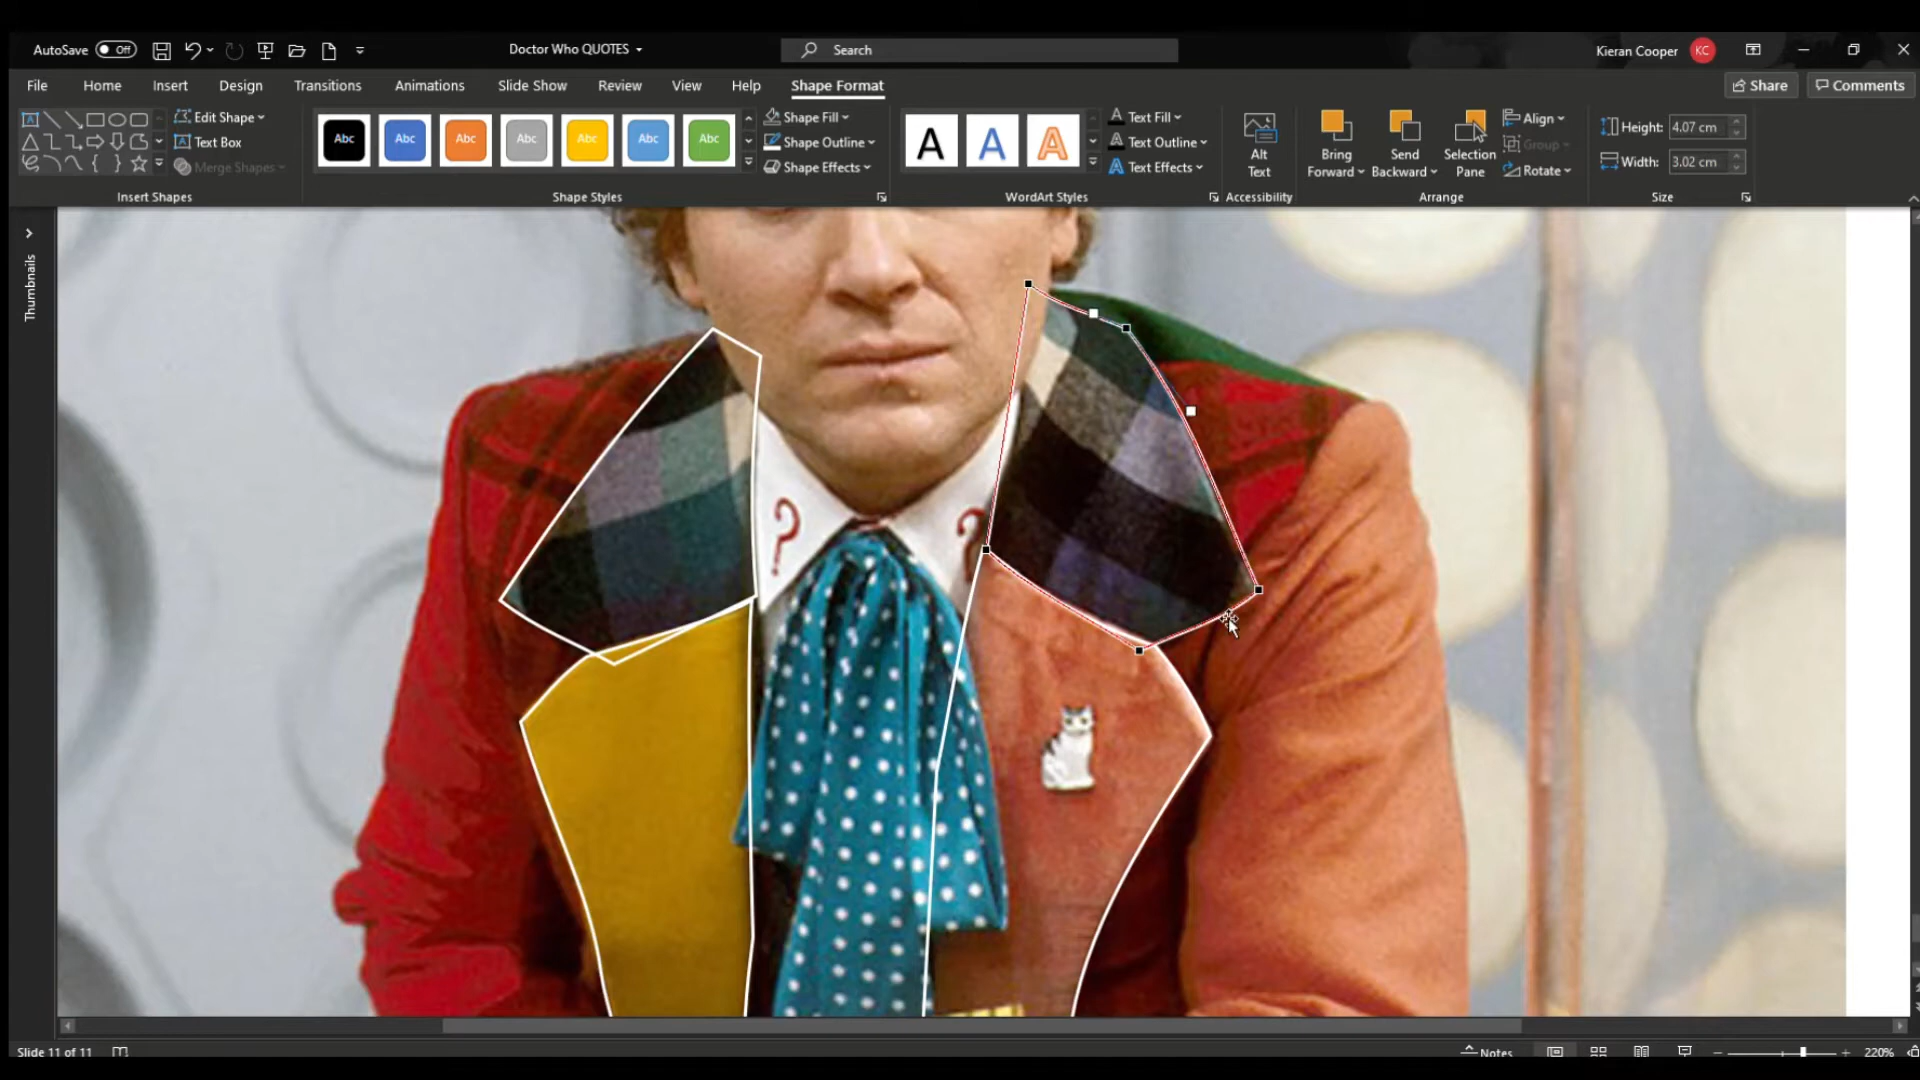 AutoSave Off
Doctor Who QUOTES
Search
Kieran Cooper KC
File Home Insert Design Transitions Animations Slide Show Review View Help Shape Format
Share Comments
Edit Shape
Text Box
Merge Shapes
Insert Shapes
Abc Abc Abc Abc Abc Abc Abc
Shape Fill
Shape Outline
Shape Effects
Shape Styles
A A A
Text Fill
Text Outline
Text Effects
WordArt Styles
Alt
Text
Accessibility
Bring
Forward
Send
Backward
Selection
Pane
Align
Group
Rotate
Arrange
Height: 4.07 cm
Width: 3.02 cm
Size
Thumbnails
? ?
Slide 11 of 11
Notes
220%